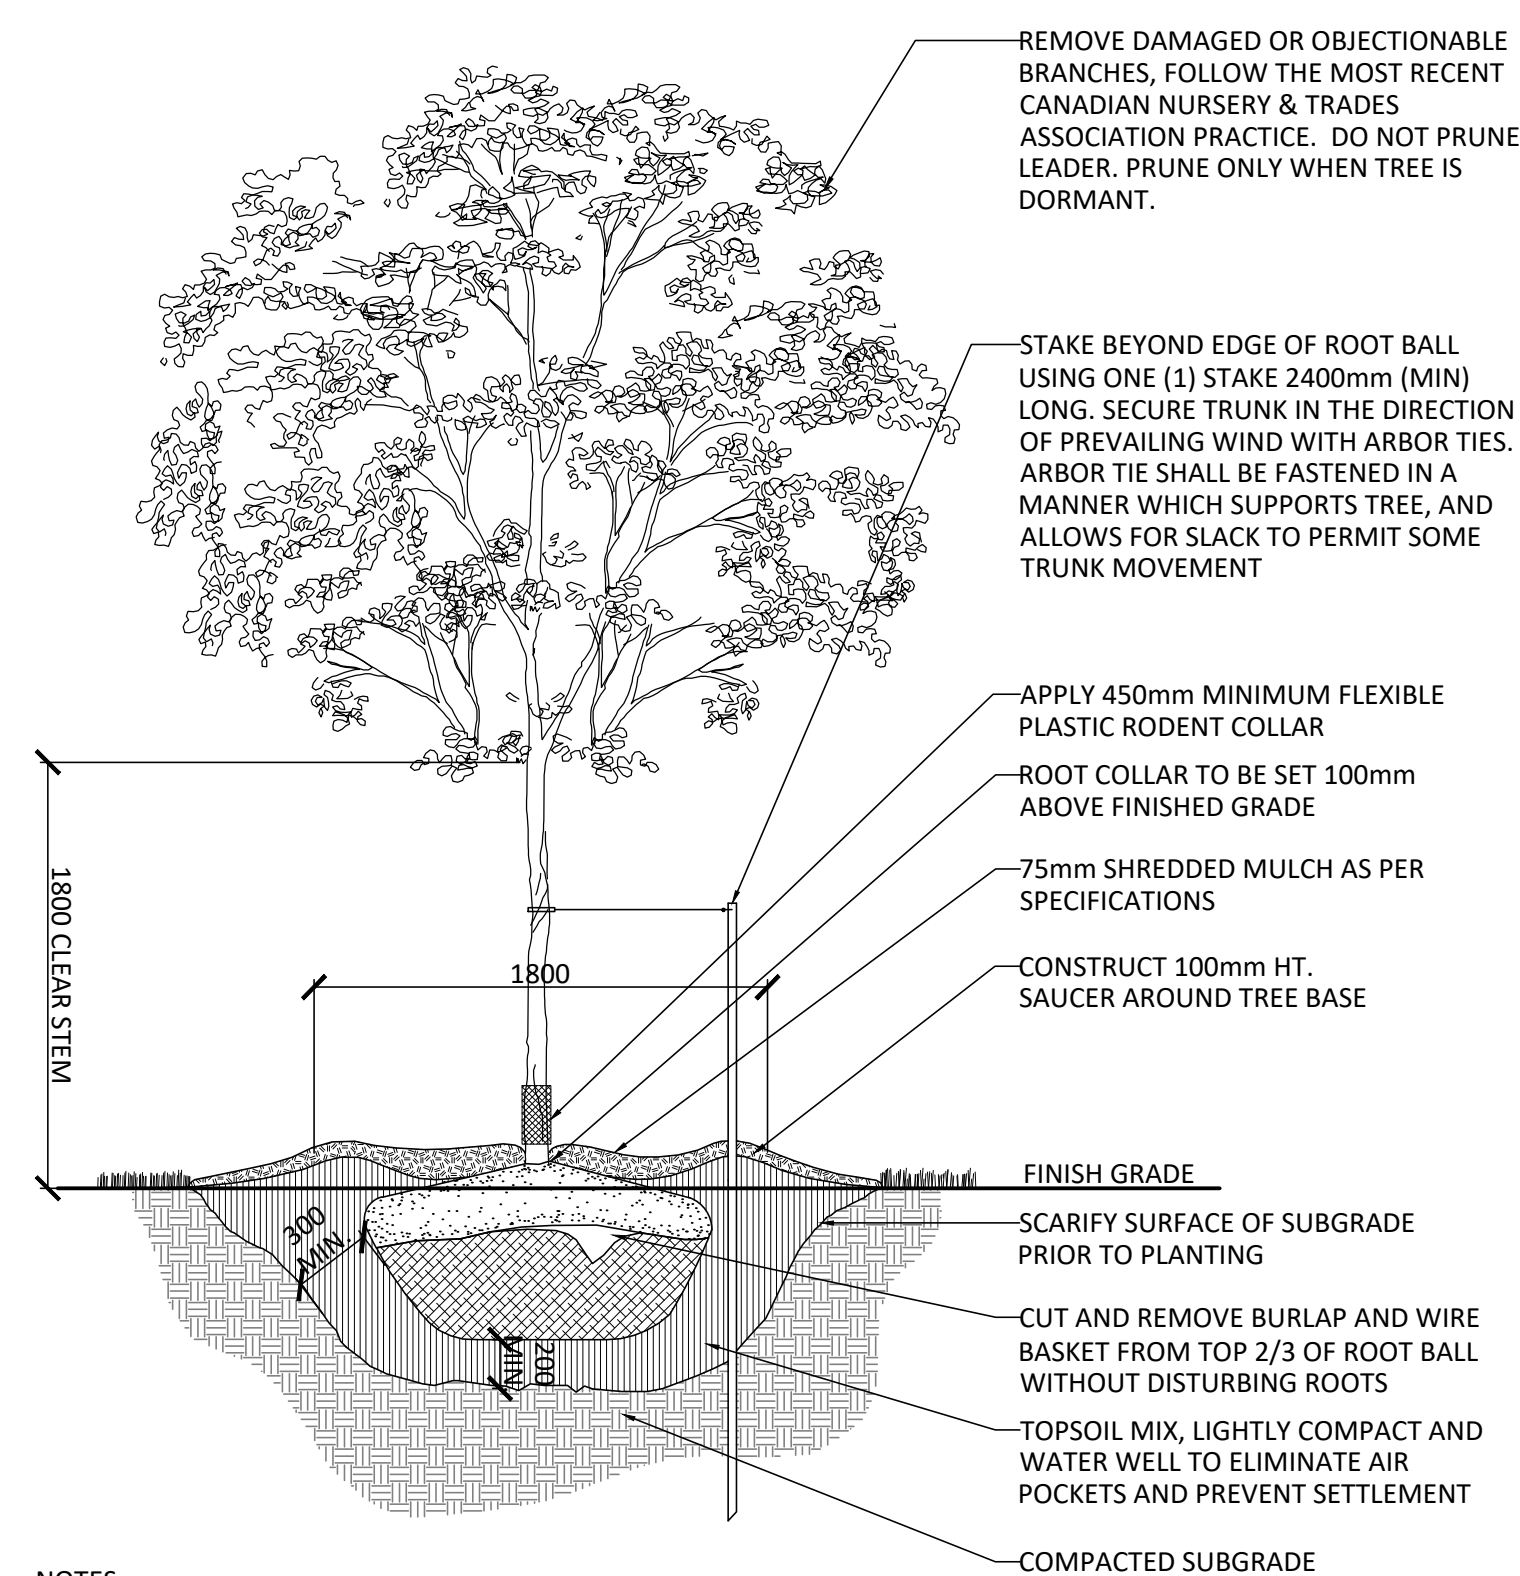 REMOVE DAMAGED OR OBJECTIONABLE
BRANCHES, FOLLOW THE MOST RECENT
CANADIAN NURSERY & TRADES
ASSOCIATION PRACTICE. DO NOT PRUNE
LEADER. PRUNE ONLY WHEN TREE IS
DORMANT.
STAKE BEYOND EDGE OF ROOT BALL
USING ONE (1) STAKE 2400mm (MIN)
LONG. SECURE TRUNK IN THE DIRECTION
OF PREVAILING WIND WITH ARBOR TIES.
ARBOR TIE SHALL BE FASTENED IN A
MANNER WHICH SUPPORTS TREE, AND
ALLOWS FOR SLACK TO PERMIT SOME
TRUNK MOVEMENT
APPLY 450mm MINIMUM FLEXIBLE
PLASTIC RODENT COLLAR
ROOT COLLAR TO BE SET 100mm
ABOVE FINISHED GRADE
75mm SHREDDED MULCH AS PER
SPECIFICATIONS
CONSTRUCT 100mm HT.
SAUCER AROUND TREE BASE
1800 CLEAR STEM
1800
FINISH GRADE
300
MIN.
200
MIN.
SCARIFY SURFACE OF SUBGRADE
PRIOR TO PLANTING
CUT AND REMOVE BURLAP AND WIRE
BASKET FROM TOP 2/3 OF ROOT BALL
WITHOUT DISTURBING ROOTS
TOPSOIL MIX, LIGHTLY COMPACT AND
WATER WELL TO ELIMINATE AIR
POCKETS AND PREVENT SETTLEMENT
COMPACTED SUBGRADE
NOTES